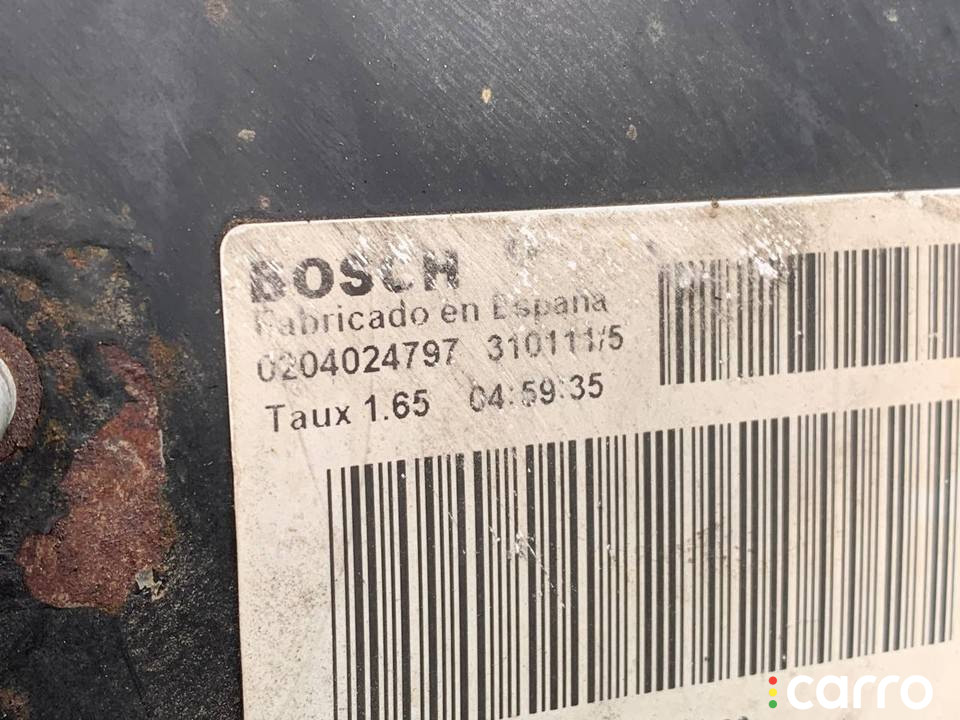 BOSCH
Fabricado en España
0204024797 310111/5
Taux 1.65 04:59:35
carro